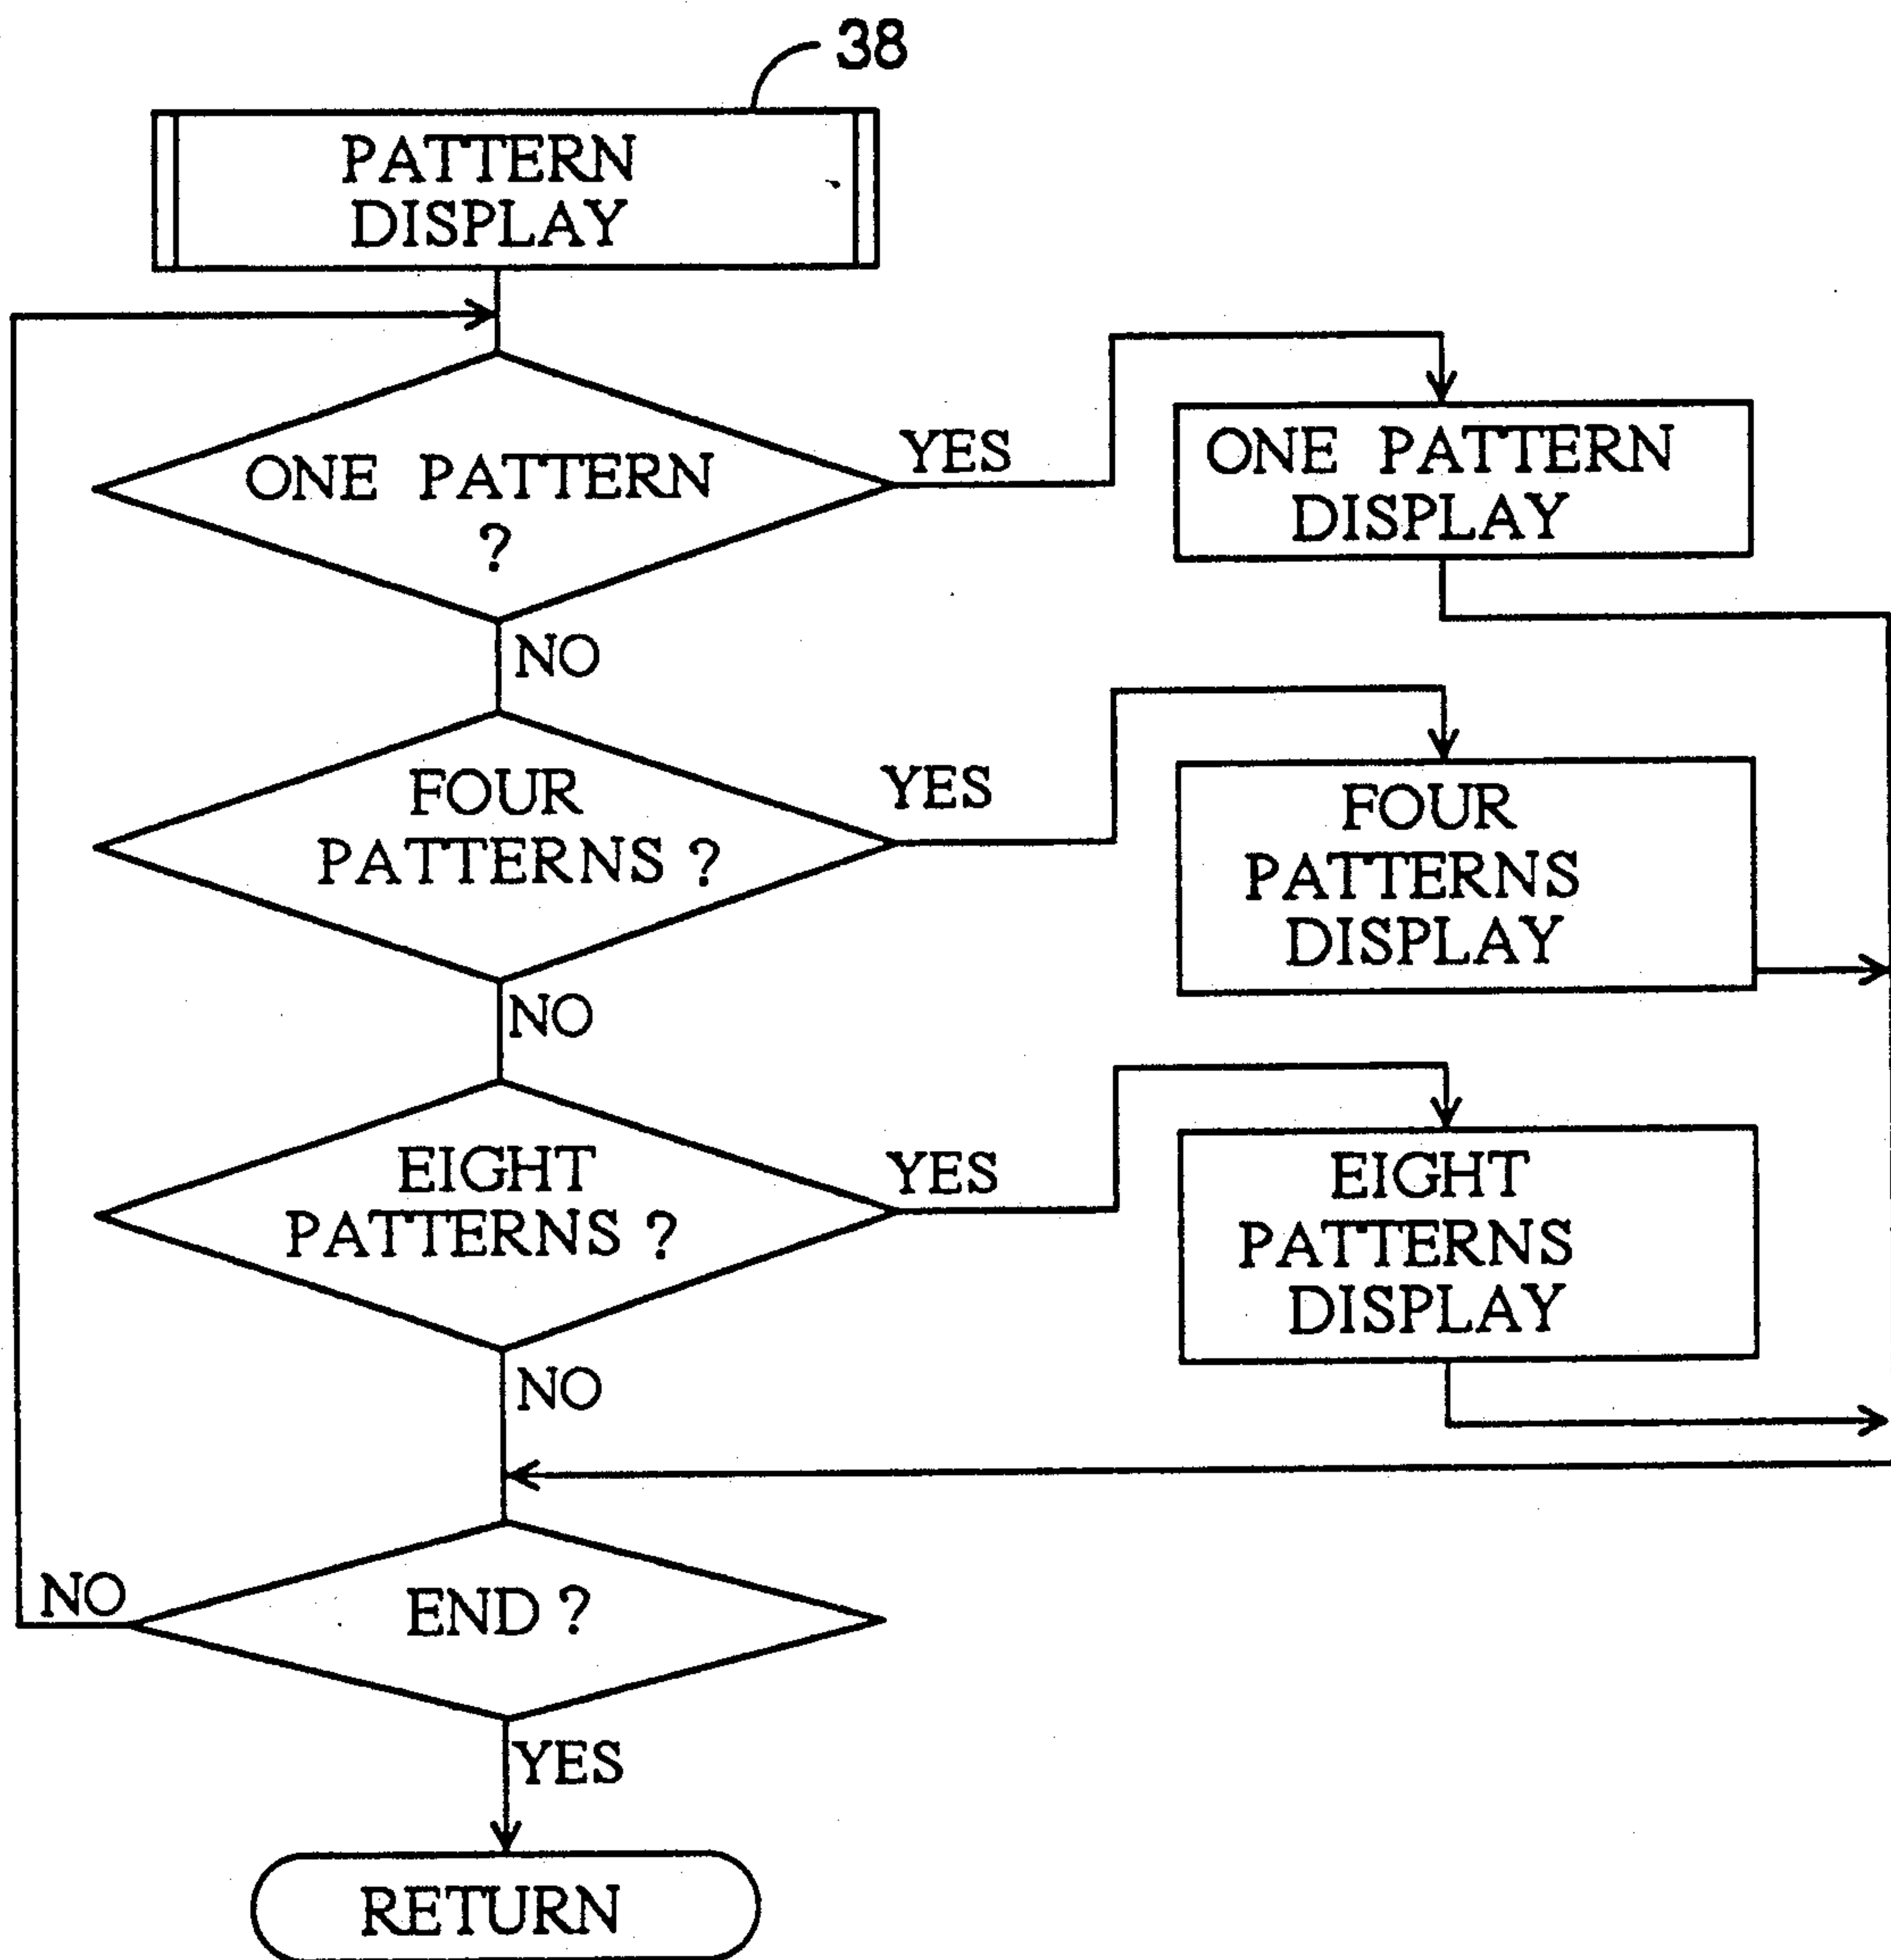 38
PATTERN
DISPLAY
ONE PATTERN
?
YES
ONE PATTERN
DISPLAY
NO
FOUR
PATTERNS ?
YES
FOUR
PATTERNS
DISPLAY
NO
EIGHT
PATTERNS ?
YES
EIGHT
PATTERNS
DISPLAY
NO
END ?
NO
YES
RETURN